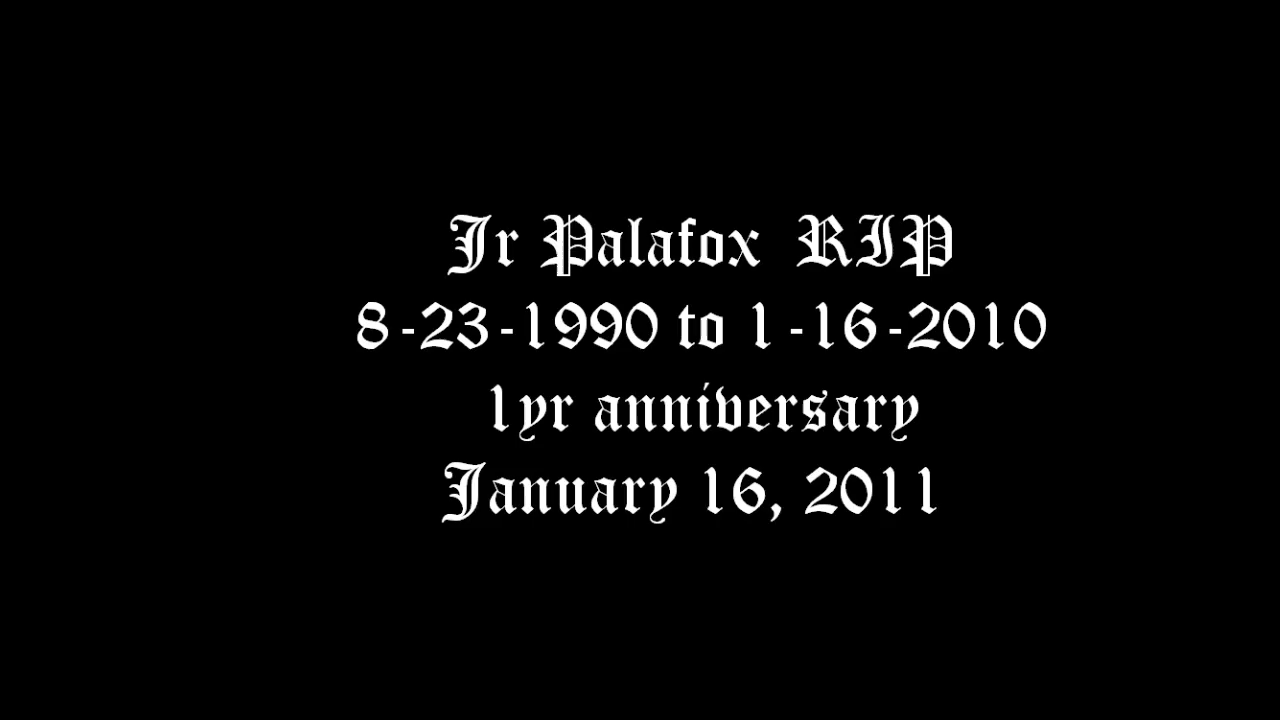 Jr Palafox RIP
8-23-1990 to 1-16-2010
1yr anniversary
January 16, 2011